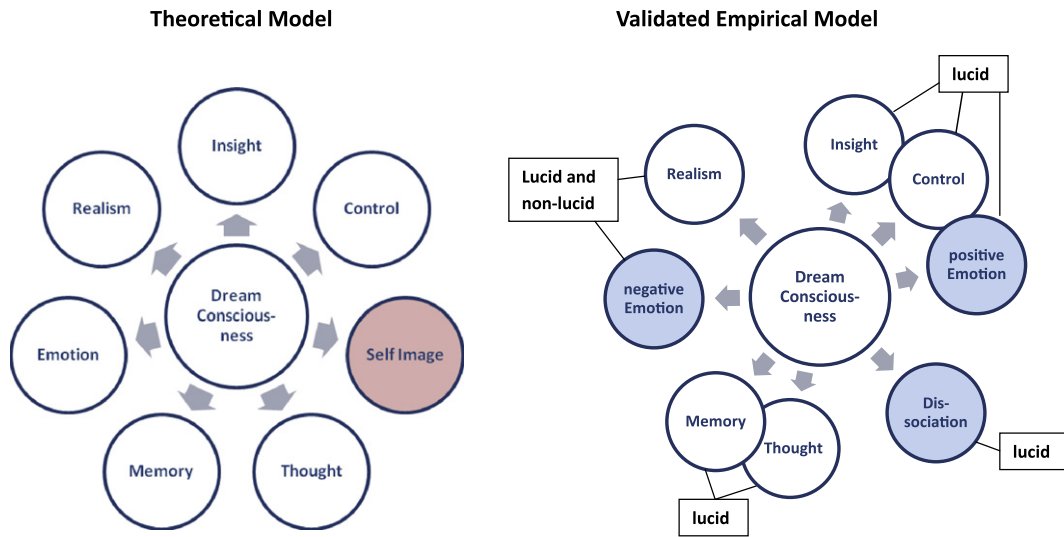 Theoretical Model
Insight
Realism
Control
Dream
Conscious-
ness
Emotion
Self Image
Memory
Thought
Validated Empirical Model
lucid
Insight
Realism
Control
Lucid and
non-lucid
positive
Emotion
Dream
Conscious-
ness
negative
Emotion
Memory
Dis-
sociation
Thought
lucid
lucid